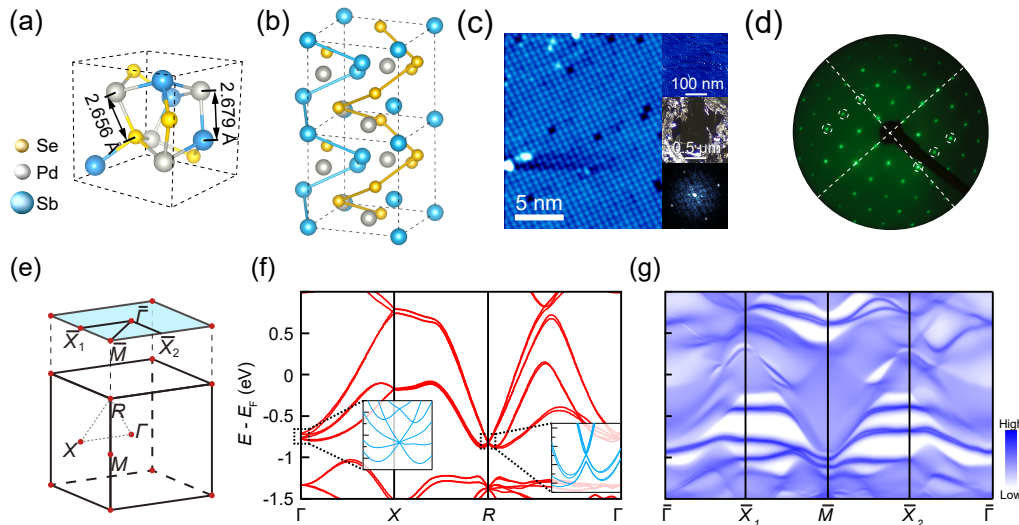 (a)
2.656 Å
2.679 Å
Se
Pd
Sb
(b)
(c)
5 nm
100 nm
0.5 μm
(d)
(e)
Γ̅
X̅₁
M̅
X̅₂
R
X
Γ
M
(f)
E - E_F (eV)
0.5
0
-0.5
-1
-1.5
Γ
X
R
Γ
(g)
High
Low
Γ̅
X̅₁
M̅
X̅₂
Γ̅